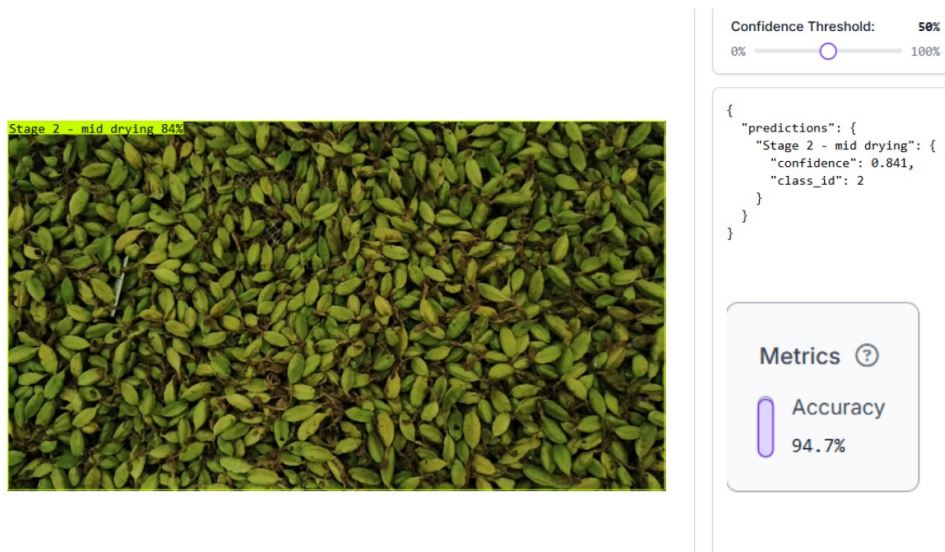 Stage 2 - mid drying 84%
Confidence Threshold: 50%
0% 100%
{
"predictions": {
"Stage 2 - mid drying": {
"confidence": 0.841,
"class_id": 2
}
}
}
Metrics ?
Accuracy
94.7%